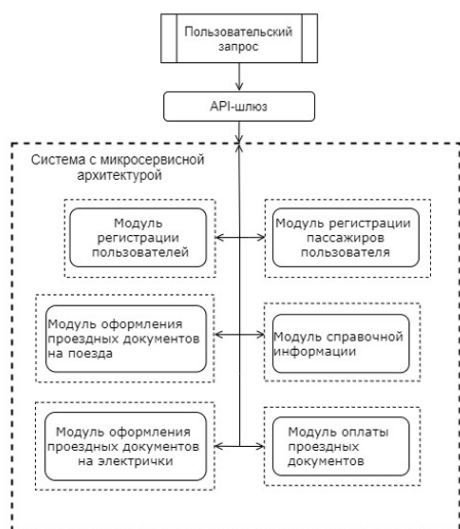 Пользовательский
запрос
API-шлюз
Система с микросервисной
архитектурой
Модуль
регистрации
пользователей
Модуль регистрации
пассажиров
пользователя
Модуль оформления
проездных документов
на поезда
Модуль справочной
информации
Модуль оформления
проездных документов
на электрички
Модуль оплаты
проездных
документов